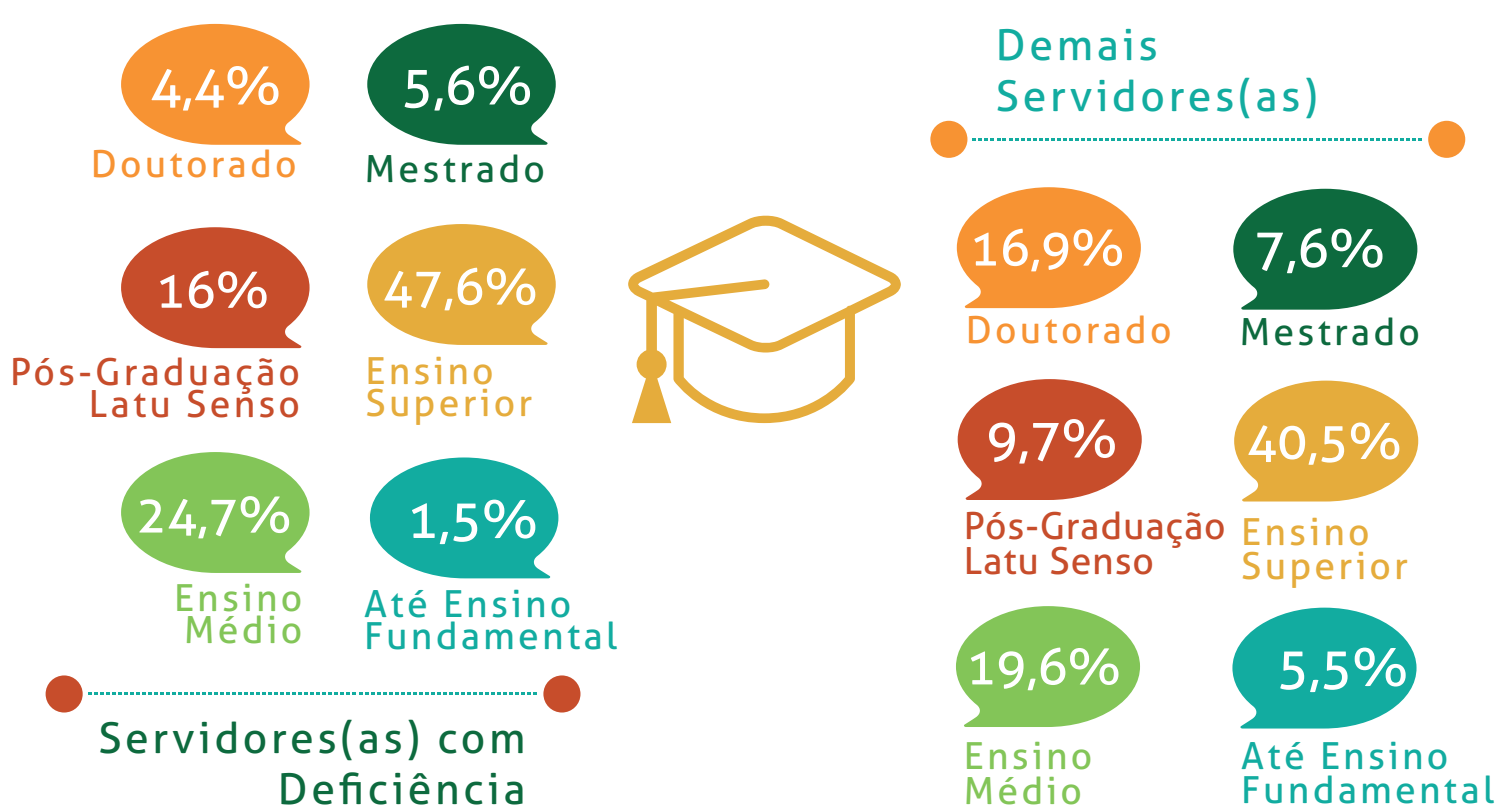 4,4%
Doutorado
5,6%
Mestrado
16%
Pós-Graduação
Latu Senso
47,6%
Ensino
Superior
24,7%
Ensino
Médio
1,5%
Até Ensino
Fundamental
Servidores(as) com
Deficiência
Demais
Servidores(as)
16,9%
Doutorado
7,6%
Mestrado
9,7%
Pós-Graduação
Latu Senso
40,5%
Ensino
Superior
19,6%
Ensino
Médio
5,5%
Até Ensino
Fundamental